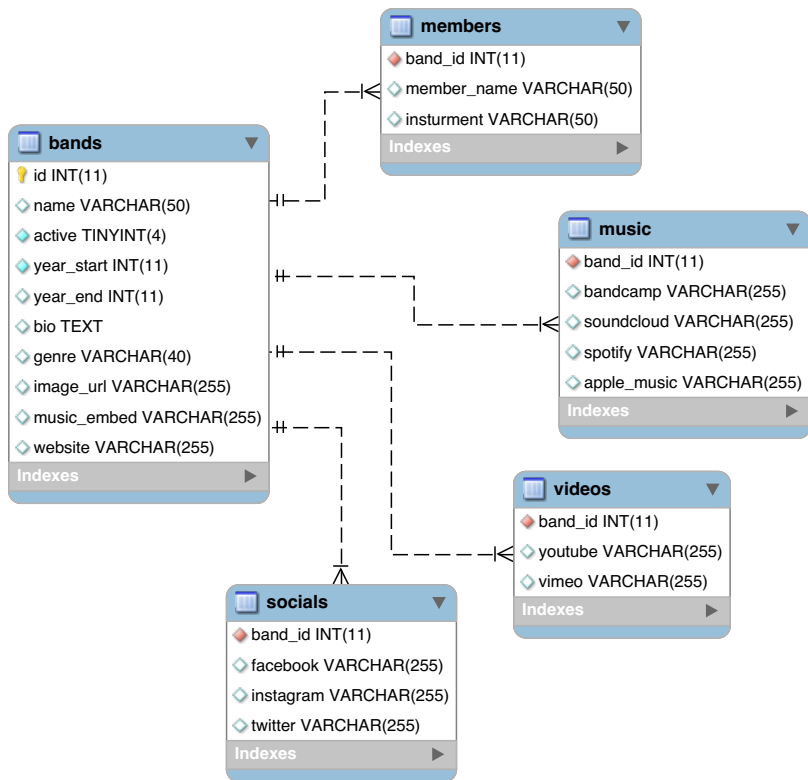 members
band_id INT(11)
member_name VARCHAR(50)
insturment VARCHAR(50)
Indexes
bands
id INT(11)
name VARCHAR(50)
active TINYINT(4)
year_start INT(11)
year_end INT(11)
bio TEXT
genre VARCHAR(40)
image_url VARCHAR(255)
music_embed VARCHAR(255)
website VARCHAR(255)
Indexes
music
band_id INT(11)
bandcamp VARCHAR(255)
soundcloud VARCHAR(255)
spotify VARCHAR(255)
apple_music VARCHAR(255)
Indexes
videos
band_id INT(11)
youtube VARCHAR(255)
vimeo VARCHAR(255)
Indexes
socials
band_id INT(11)
facebook VARCHAR(255)
instagram VARCHAR(255)
twitter VARCHAR(255)
Indexes